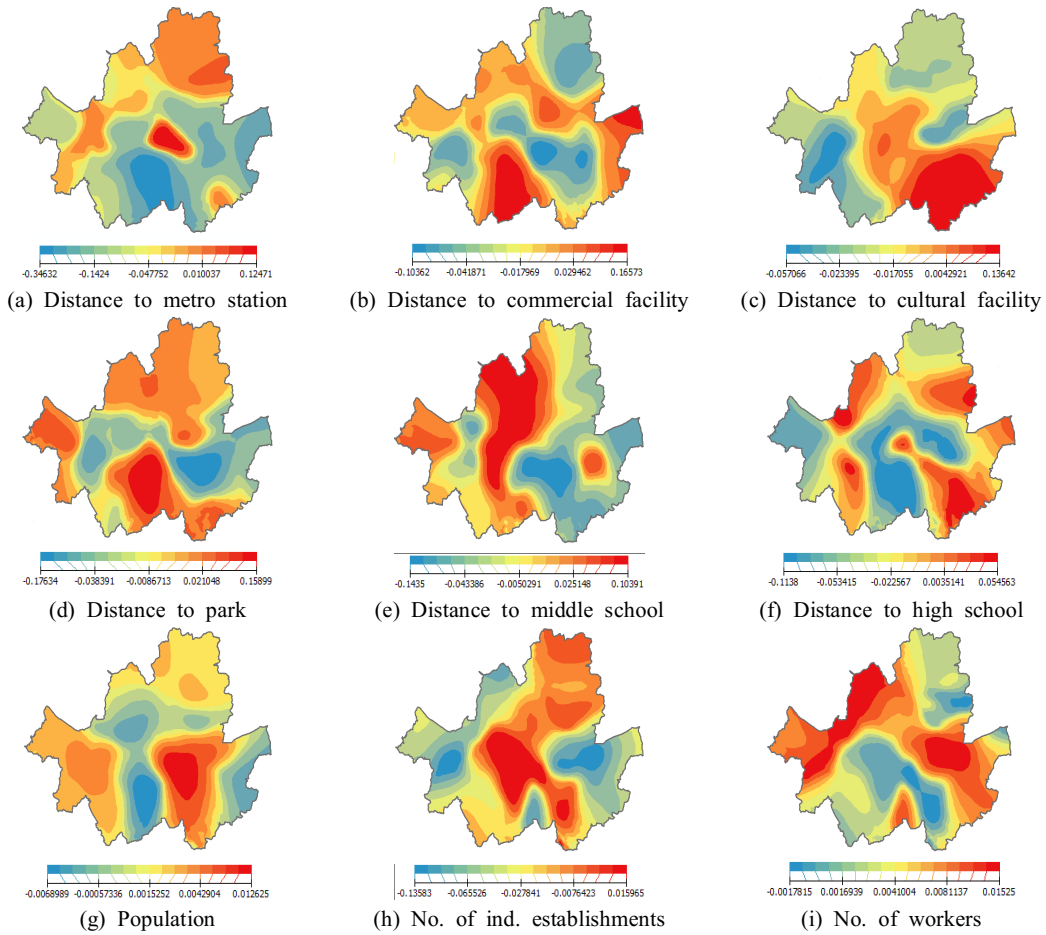 -0.34632 -0.1424 -0.047752 0.010037 0.12471
-0.10362 -0.041871 -0.017969 0.029462 0.16573
-0.057066 -0.023395 -0.017055 0.0042921 0.13642
(a) Distance to metro station
(b) Distance to commercial facility
(c) Distance to cultural facility
-0.17634 -0.038391 -0.0086713 0.021048 0.15899
-0.1435 -0.043386 -0.0050291 0.025148 0.10391
-0.1138 -0.053415 -0.022567 0.0035141 0.054563
(d) Distance to park
(e) Distance to middle school
(f) Distance to high school
-0.0068989 -0.00057336 0.0015252 0.0042904 0.012625
-0.13583 -0.065526 -0.027841 -0.0076423 0.015965
-0.0017815 0.0016939 0.0041004 0.0081137 0.01525
(g) Population
(h) No. of ind. establishments
(i) No. of workers